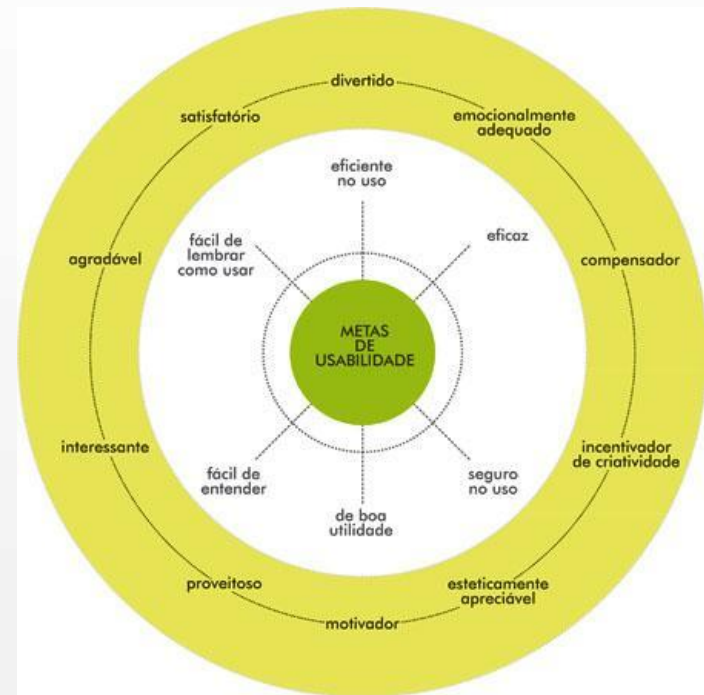 divertido
emocionalmente
adequado
compensador
incentivador
de criatividade
esteticamente
apreciável
motivador
proveitoso
interessante
agradável
satisfatório
eficiente
no uso
eficaz
seguro
no uso
de boa
utilidade
fácil de
entender
fácil de
lembrar
como usar
METAS
DE
USABILIDADE